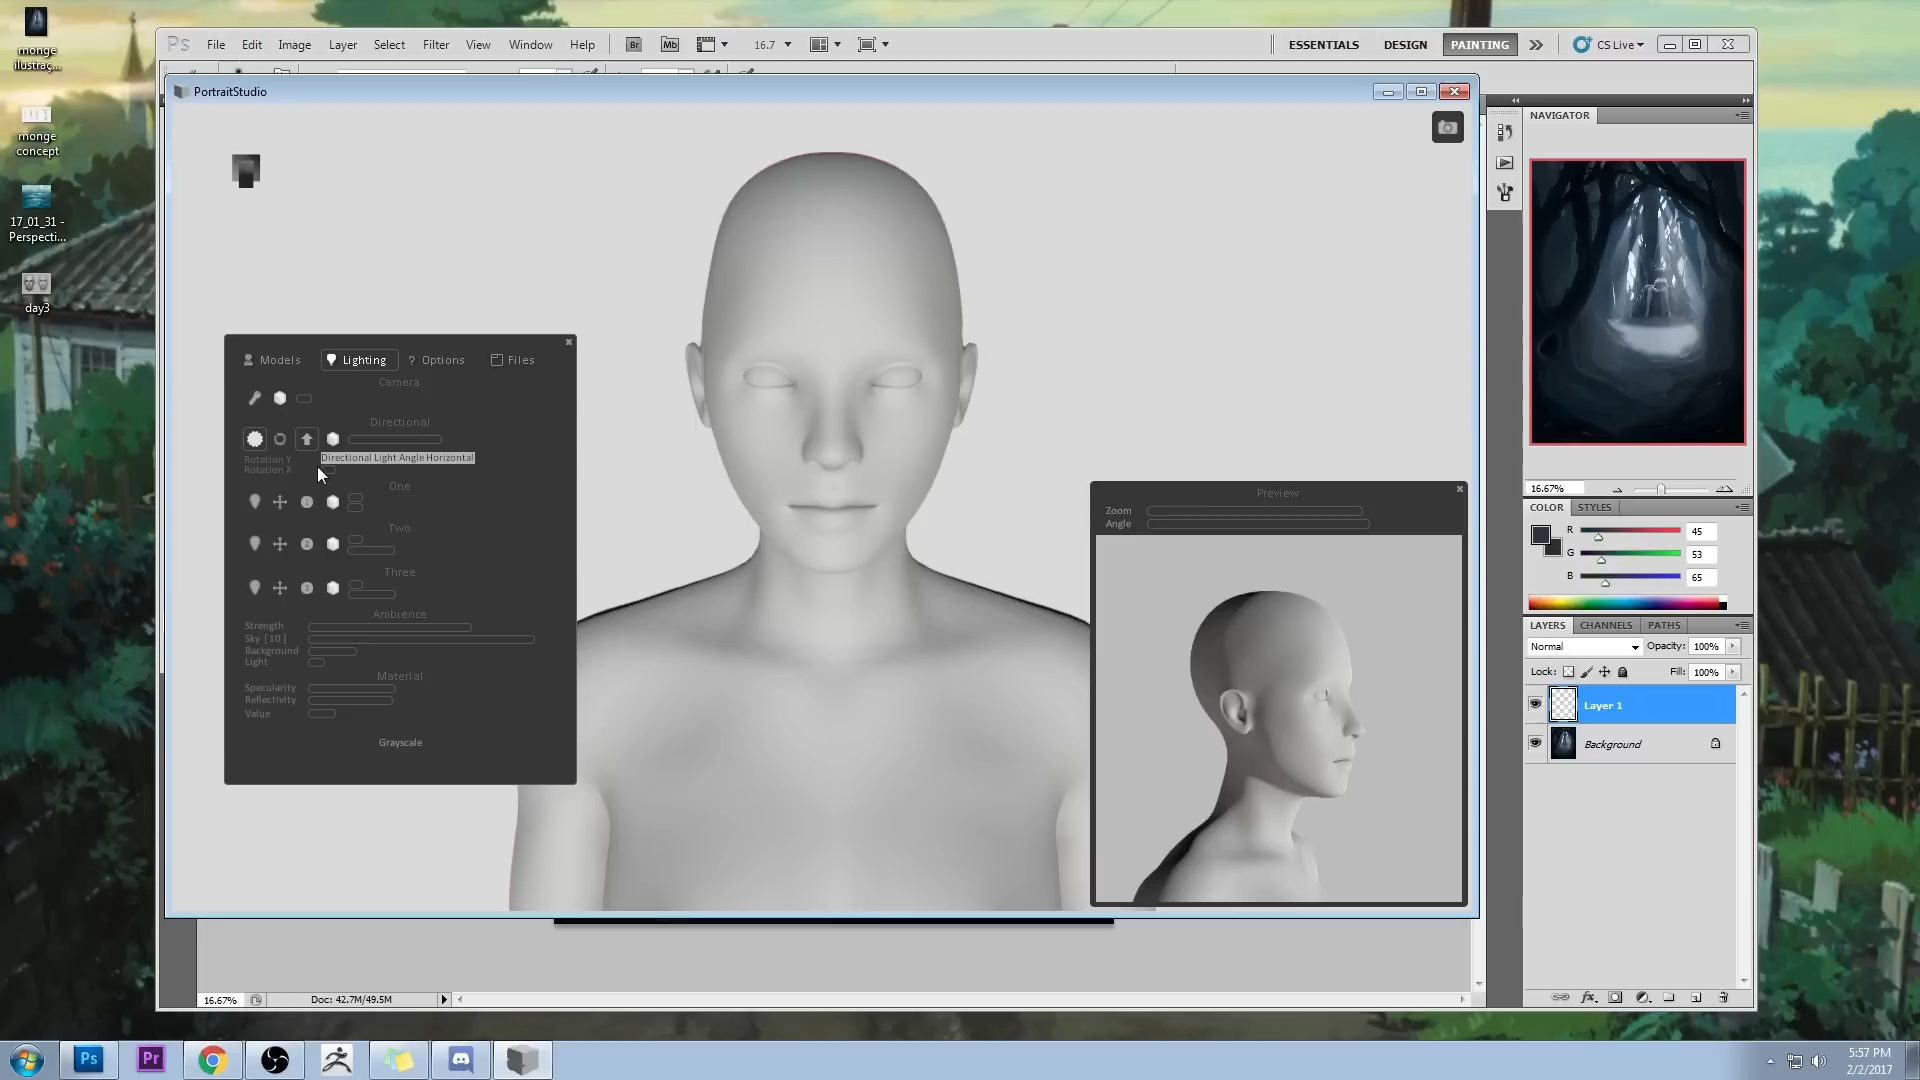 monge
ilustraç...
monge
concept
17_01_31 -
Perspecti...
day3
Ps
File
Edit
Image
Layer
Select
Filter
View
Window
Help
Br
Mb
16.7
ESSENTIALS
DESIGN
PAINTING
CS Live
PortraitStudio
Models
Lighting
? Options
Files
Camera
Directional
Rotation Y
Rotation X
Directional Light Angle Horizontal
One
Two
Three
Ambience
Strength
Sky [10]
Background
Light
Material
Specularity
Reflectivity
Value
Grayscale
Preview
Zoom
Angle
NAVIGATOR
16.67%
COLOR
STYLES
R
45
G
53
B
65
LAYERS
CHANNELS
PATHS
Normal
Opacity:
100%
Lock:
Fill:
100%
Layer 1
Background
fx
16.67%
Doc: 42.7M/49.5M
Ps
Pr
5:57 PM
2/2/2017